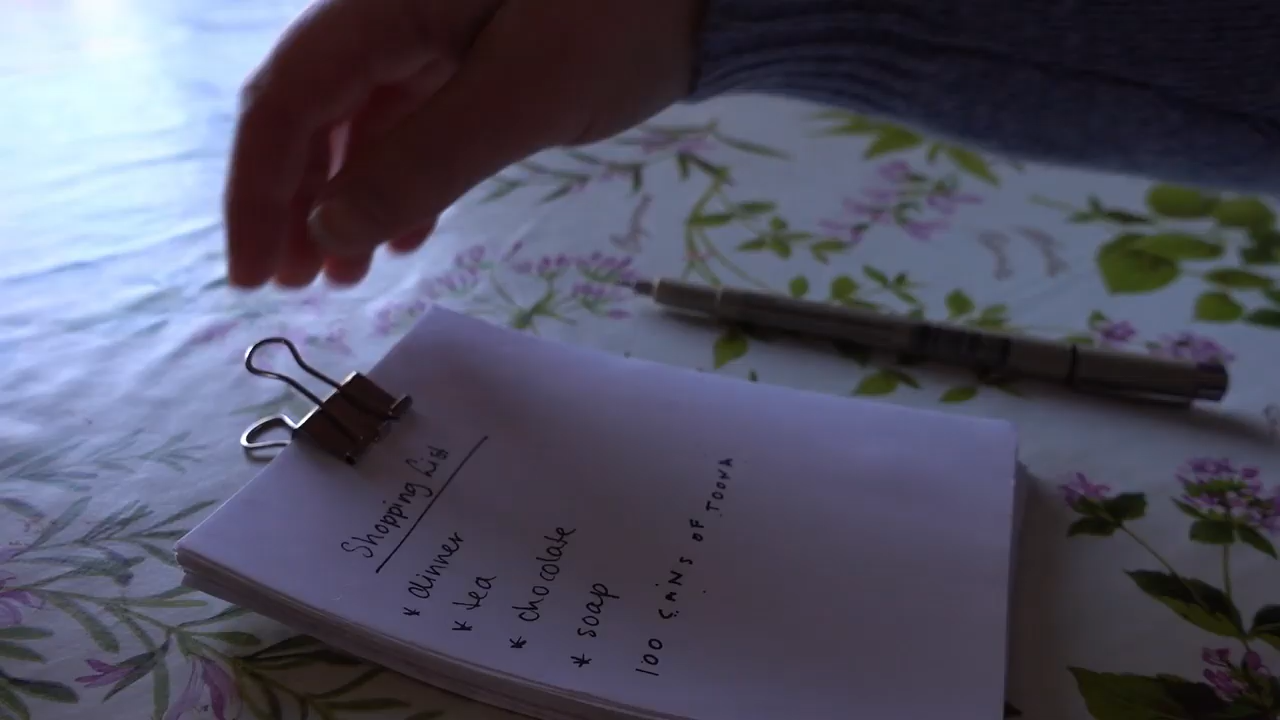 Shopping List
* dinner
* tea
* chocolate
* soap
100 CANS OF TOONA